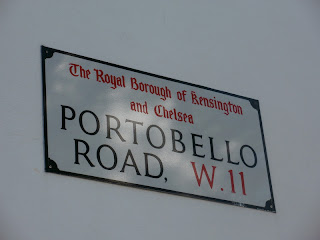 The Royal Borough of Kensington
and Chelsea
PORTOBELLO
ROAD, W.11